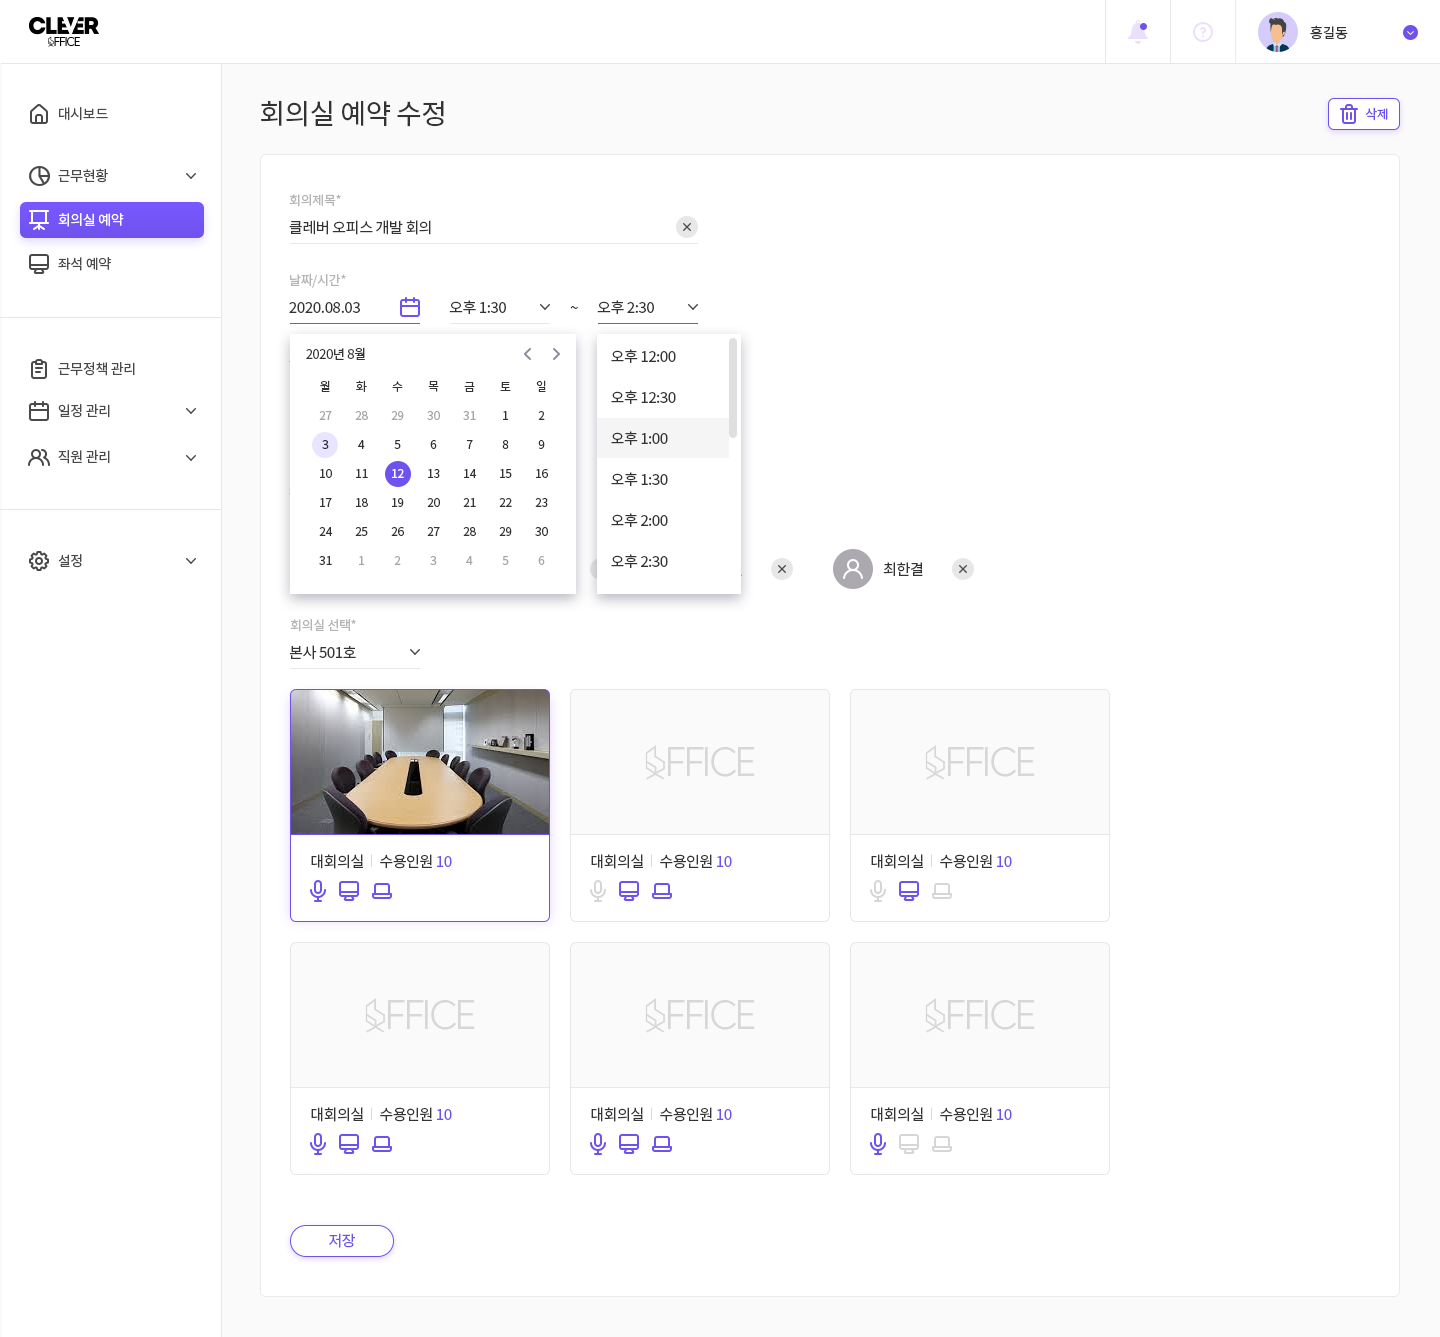 CLEVER
OFFICE
홍길동
대시보드
근무현황
회의실 예약
좌석 예약
근무정책 관리
일정 관리
직원 관리
설정
회의실 예약 수정
삭제
회의제목*
클레버 오피스 개발 회의
날짜/시간*
2020.08.03 오후 1:30 ~ 오후 2:30
2020년 8월
월 화 수 목 금 토 일
27 28 29 30 31 1 2
3 4 5 6 7 8 9
10 11 12 13 14 15 16
17 18 19 20 21 22 23
24 25 26 27 28 29 30
31 1 2 3 4 5 6
오후 12:00
오후 12:30
오후 1:00
오후 1:30
오후 2:00
오후 2:30
최한결
회의실 선택*
본사 501호
OFFICE
OFFICE
대회의실 수용인원 10
대회의실 수용인원 10
대회의실 수용인원 10
OFFICE
OFFICE
OFFICE
대회의실 수용인원 10
대회의실 수용인원 10
대회의실 수용인원 10
저장